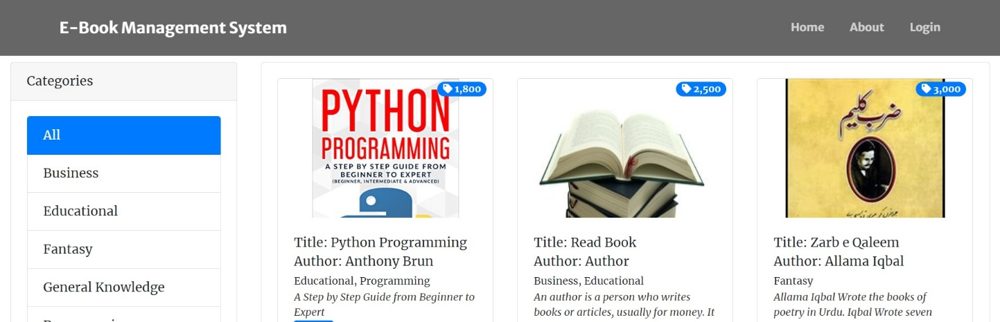 E-Book Management System
Home About Login
Categories
All
Business
Educational
Fantasy
General Knowledge
1,800
PYTHON
PROGRAMMING
A STEP BY STEP GUIDE FROM
BEGINNER TO EXPERT
(BEGINNER, INTERMEDIATE & ADVANCED)
Title: Python Programming
Author: Anthony Brun
Educational, Programming
A Step by Step Guide from Beginner to
Expert
2,500
Title: Read Book
Author: Author
Business, Educational
An author is a person who writes
books or articles, usually for money. It
3,000
ضرب کلیم
Title: Zarb e Qaleem
Author: Allama Iqbal
Fantasy
Allama Iqbal Wrote the books of
poetry in Urdu. Iqbal Wrote seven